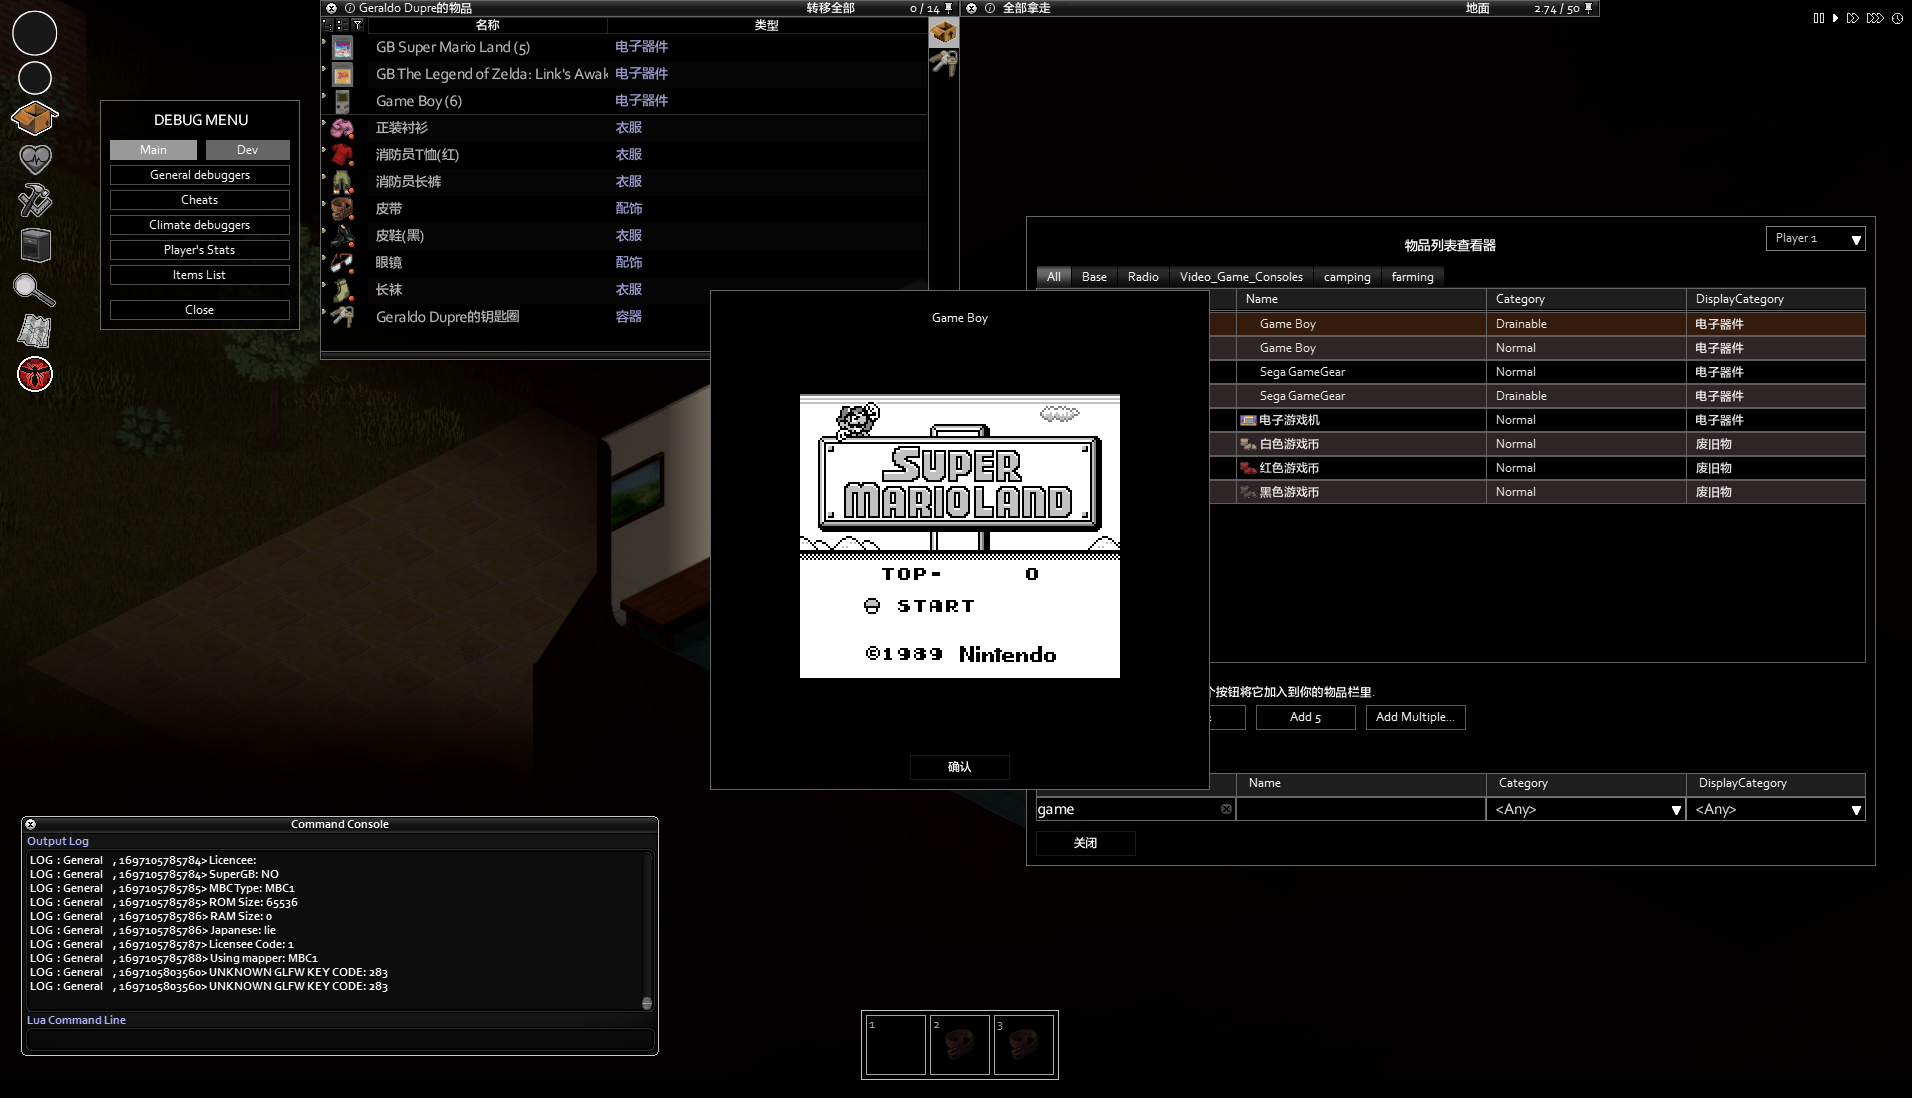 Geraldo Dupre的物品
转移全部
0 / 14
全部拿走
地面
2.74 / 50
名称
类型
GB Super Mario Land (5)
电子器件
GB The Legend of Zelda: Link's Awak
电子器件
Game Boy (6)
电子器件
正装衬衫
衣服
消防员T恤(红)
衣服
消防员长裤
衣服
皮带
配饰
皮鞋(黑)
衣服
眼镜
配饰
长袜
衣服
Geraldo Dupre的钥匙圈
容器
DEBUG MENU
Main
Dev
General debuggers
Cheats
Climate debuggers
Player's Stats
Items List
Close
物品列表查看器
Player 1
All
Base
Radio
Video_Game_Consoles
camping
farming
Name
Category
DisplayCategory
Game Boy
Drainable
电子器件
Game Boy
Normal
电子器件
Sega GameGear
Normal
电子器件
Sega GameGear
Drainable
电子器件
电子游戏机
Normal
电子器件
白色游戏币
Normal
废旧物
红色游戏币
Normal
废旧物
黑色游戏币
Normal
废旧物
按钮将它加入到你的物品栏里.
Add 5
Add Multiple...
Name
Category
DisplayCategory
game
<Any>
<Any>
关闭
Game Boy
SUPER
MARIOLAND
TOP- 0
START
©1989 Nintendo
确认
Command Console
Output Log
LOG : General , 1697105785784> Licencee:
LOG : General , 1697105785784> SuperGB: NO
LOG : General , 1697105785785> MBCType: MBC1
LOG : General , 1697105785785> ROM Size: 65536
LOG : General , 1697105785786> RAM Size: 0
LOG : General , 1697105785786> Japanese: Iie
LOG : General , 1697105785787> Licensee Code: 1
LOG : General , 1697105785788> Using mapper: MBC1
LOG : General , 1697105803560> UNKNOWN GLFW KEY CODE: 283
LOG : General , 1697105803560> UNKNOWN GLFW KEY CODE: 283
Lua Command Line
1
2
3